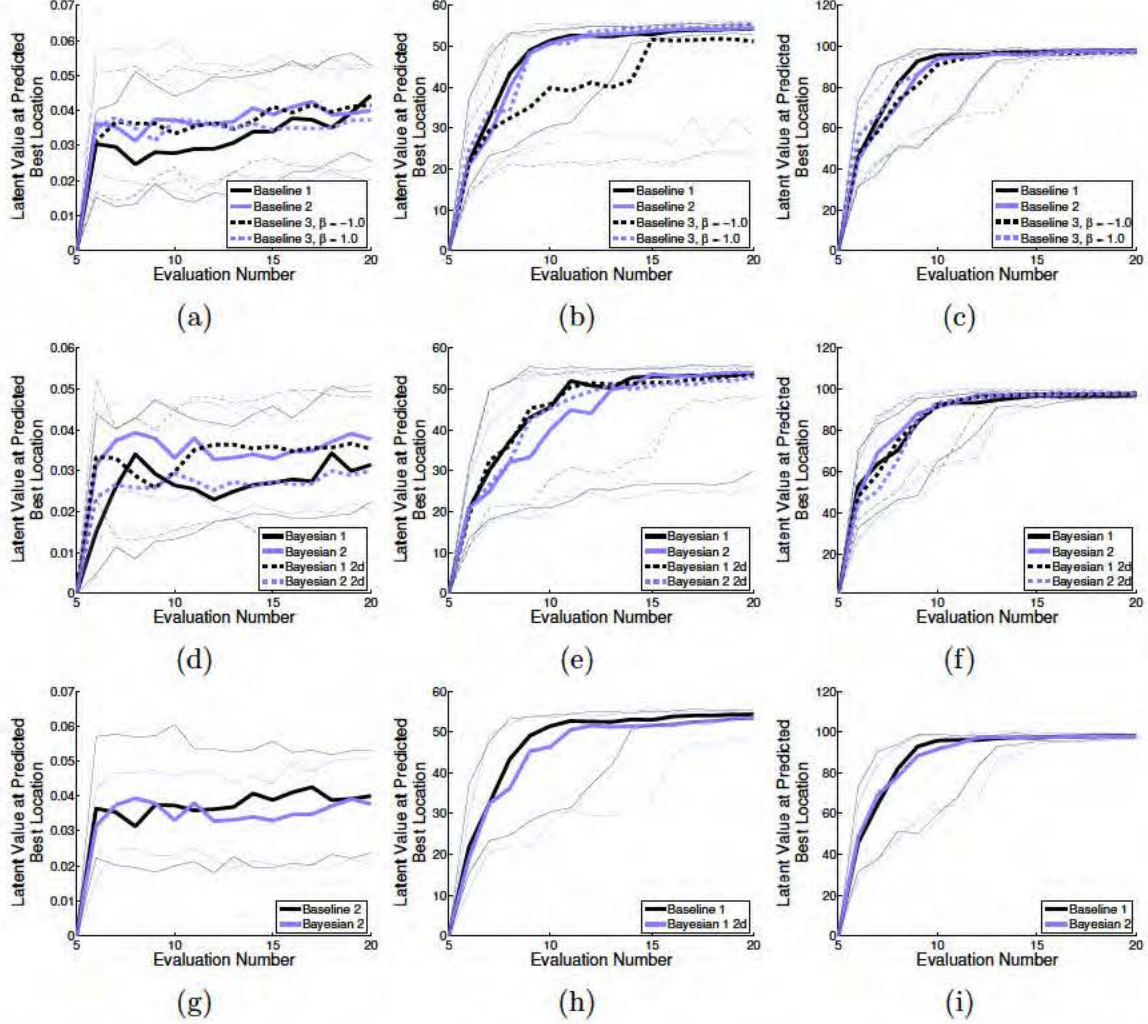 Latent Value at Predicted
Best Location
0.07
0.06
0.05
0.04
0.03
0.02
0.01
0
5
10
15
20
Evaluation Number
Baseline 1
Baseline 2
Baseline 3, β = −1.0
Baseline 3, β = 1.0
(a)
Latent Value at Predicted
Best Location
60
50
40
30
20
10
0
5
10
15
20
Evaluation Number
Baseline 1
Baseline 2
Baseline 3, β = −1.0
Baseline 3, β = 1.0
(b)
Latent Value at Predicted
Best Location
120
100
80
60
40
20
0
5
10
15
20
Evaluation Number
Baseline 1
Baseline 2
Baseline 3, β = −1.0
Baseline 3, β = 1.0
(c)
Latent Value at Predicted
Best Location
0.06
0.05
0.04
0.03
0.02
0.01
0
5
10
15
20
Evaluation Number
Bayesian 1
Bayesian 2
Bayesian 1 2d
Bayesian 2 2d
(d)
Latent Value at Predicted
Best Location
60
50
40
30
20
10
0
5
10
15
20
Evaluation Number
Bayesian 1
Bayesian 2
Bayesian 1 2d
Bayesian 2 2d
(e)
Latent Value at Predicted
Best Location
120
100
80
60
40
20
5
10
15
20
Evaluation Number
Bayesian 1
Bayesian 2
Bayesian 1 2d
Bayesian 2 2d
(f)
Latent Value at Predicted
Best Location
0.07
0.06
0.05
0.04
0.03
0.02
0.01
0
5
10
15
20
Evaluation Number
Baseline 2
Bayesian 2
(g)
Latent Value at Predicted
Best Location
60
50
40
30
20
10
0
5
10
15
20
Evaluation Number
Baseline 1
Bayesian 1 2d
(h)
Latent Value at Predicted
Best Location
120
100
80
60
40
20
0
5
10
15
20
Evaluation Number
Baseline 1
Bayesian 2
(i)